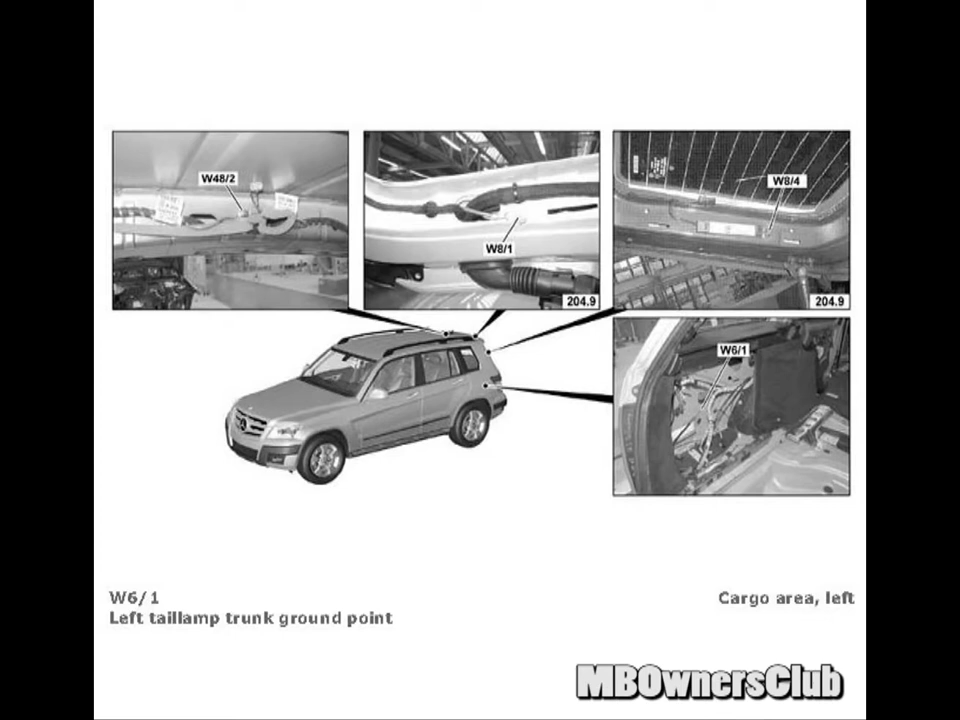 W48/2
W8/1
204.9
W8/4
204.9
W6/1
W6/1
Left taillamp trunk ground point
Cargo area, left
MBOwnersClub